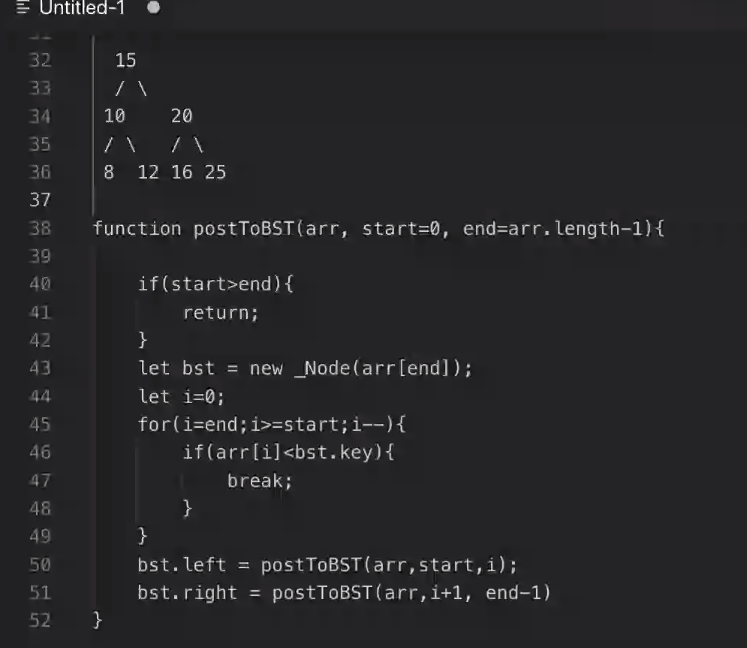 Untitled-1
32 15
33 / \
34 10 20
35 / \ / \
36 8 12 16 25
37
38 function postToBST(arr, start=0, end=arr.length-1){
39
40 if(start>end){
41 return;
42 }
43 let bst = new _Node(arr[end]);
44 let i=0;
45 for(i=end;i>=start;i--){
46 if(arr[i]<bst.key){
47 break;
48 }
49 }
50 bst.left = postToBST(arr,start,i);
51 bst.right = postToBST(arr,i+1, end-1)
52 }